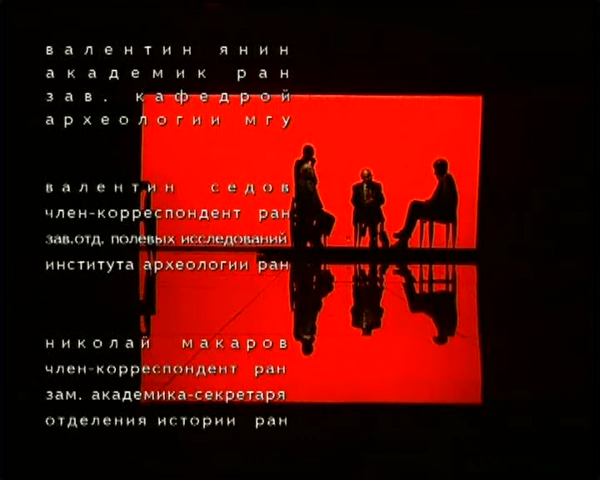 валентин янин
академик ран
зав. кафедрой
археологии мгу
валентин седов
член-корреспондент ран
зав.отд. полевых исследований
института археологии ран
николай макаров
член-корреспондент ран
зам. академика-секретаря
отделения истории ран